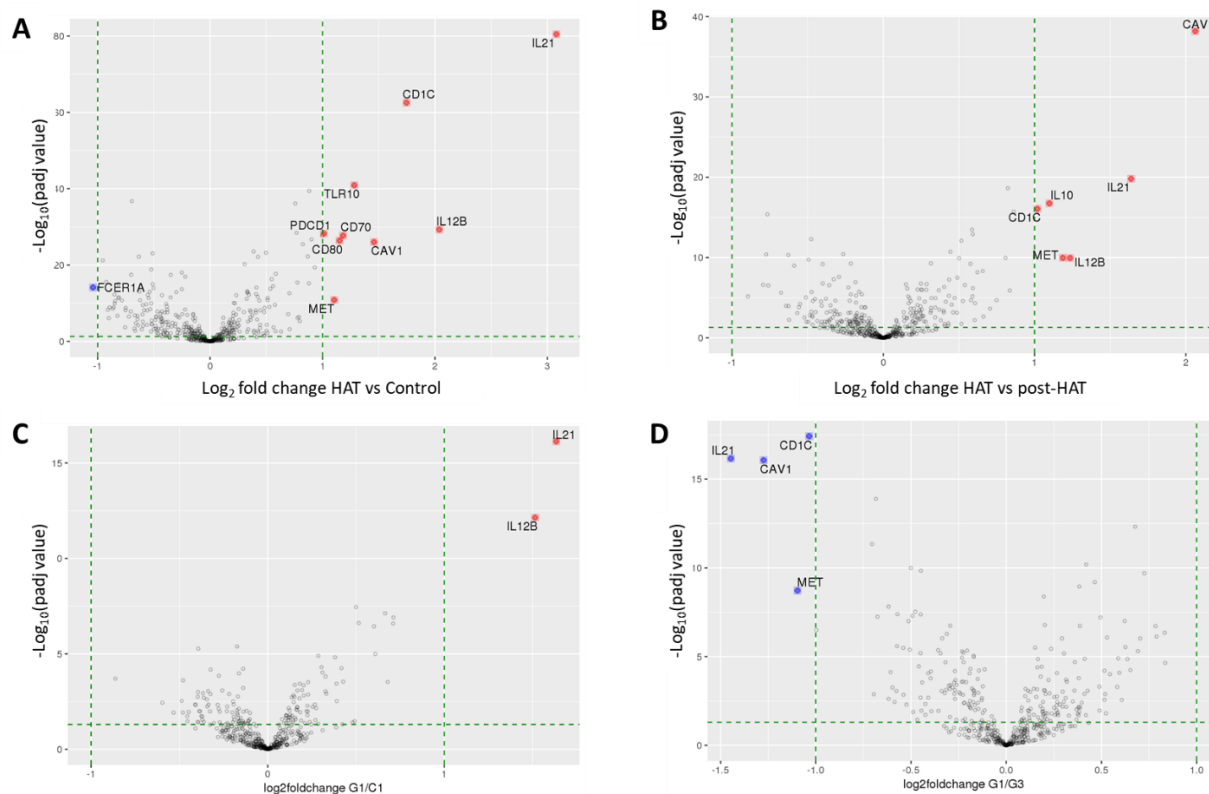 A
-Log10(padj value)
80
60
40
20
0
IL21
CD1C
TLR10
PDCD1
CD70
IL12B
CD80
CAV1
FCER1A
MET
-1
0
1
2
3
Log2 fold change HAT vs Control
B
-Log10(padj value)
40
30
20
10
0
CAV
IL21
IL10
CD1C
MET
IL12B
-1
0
1
2
Log2 fold change HAT vs post-HAT
C
-Log10(padj value)
15
0
5
0
IL21
IL12B
-1
0
1
log2foldchange G1/C1
D
-Log10(padj value)
15
10
5
0
IL21
CD1C
CAV1
MET
-1.5
-1.0
-0.5
0.0
0.5
1.0
log2foldchange G1/G3